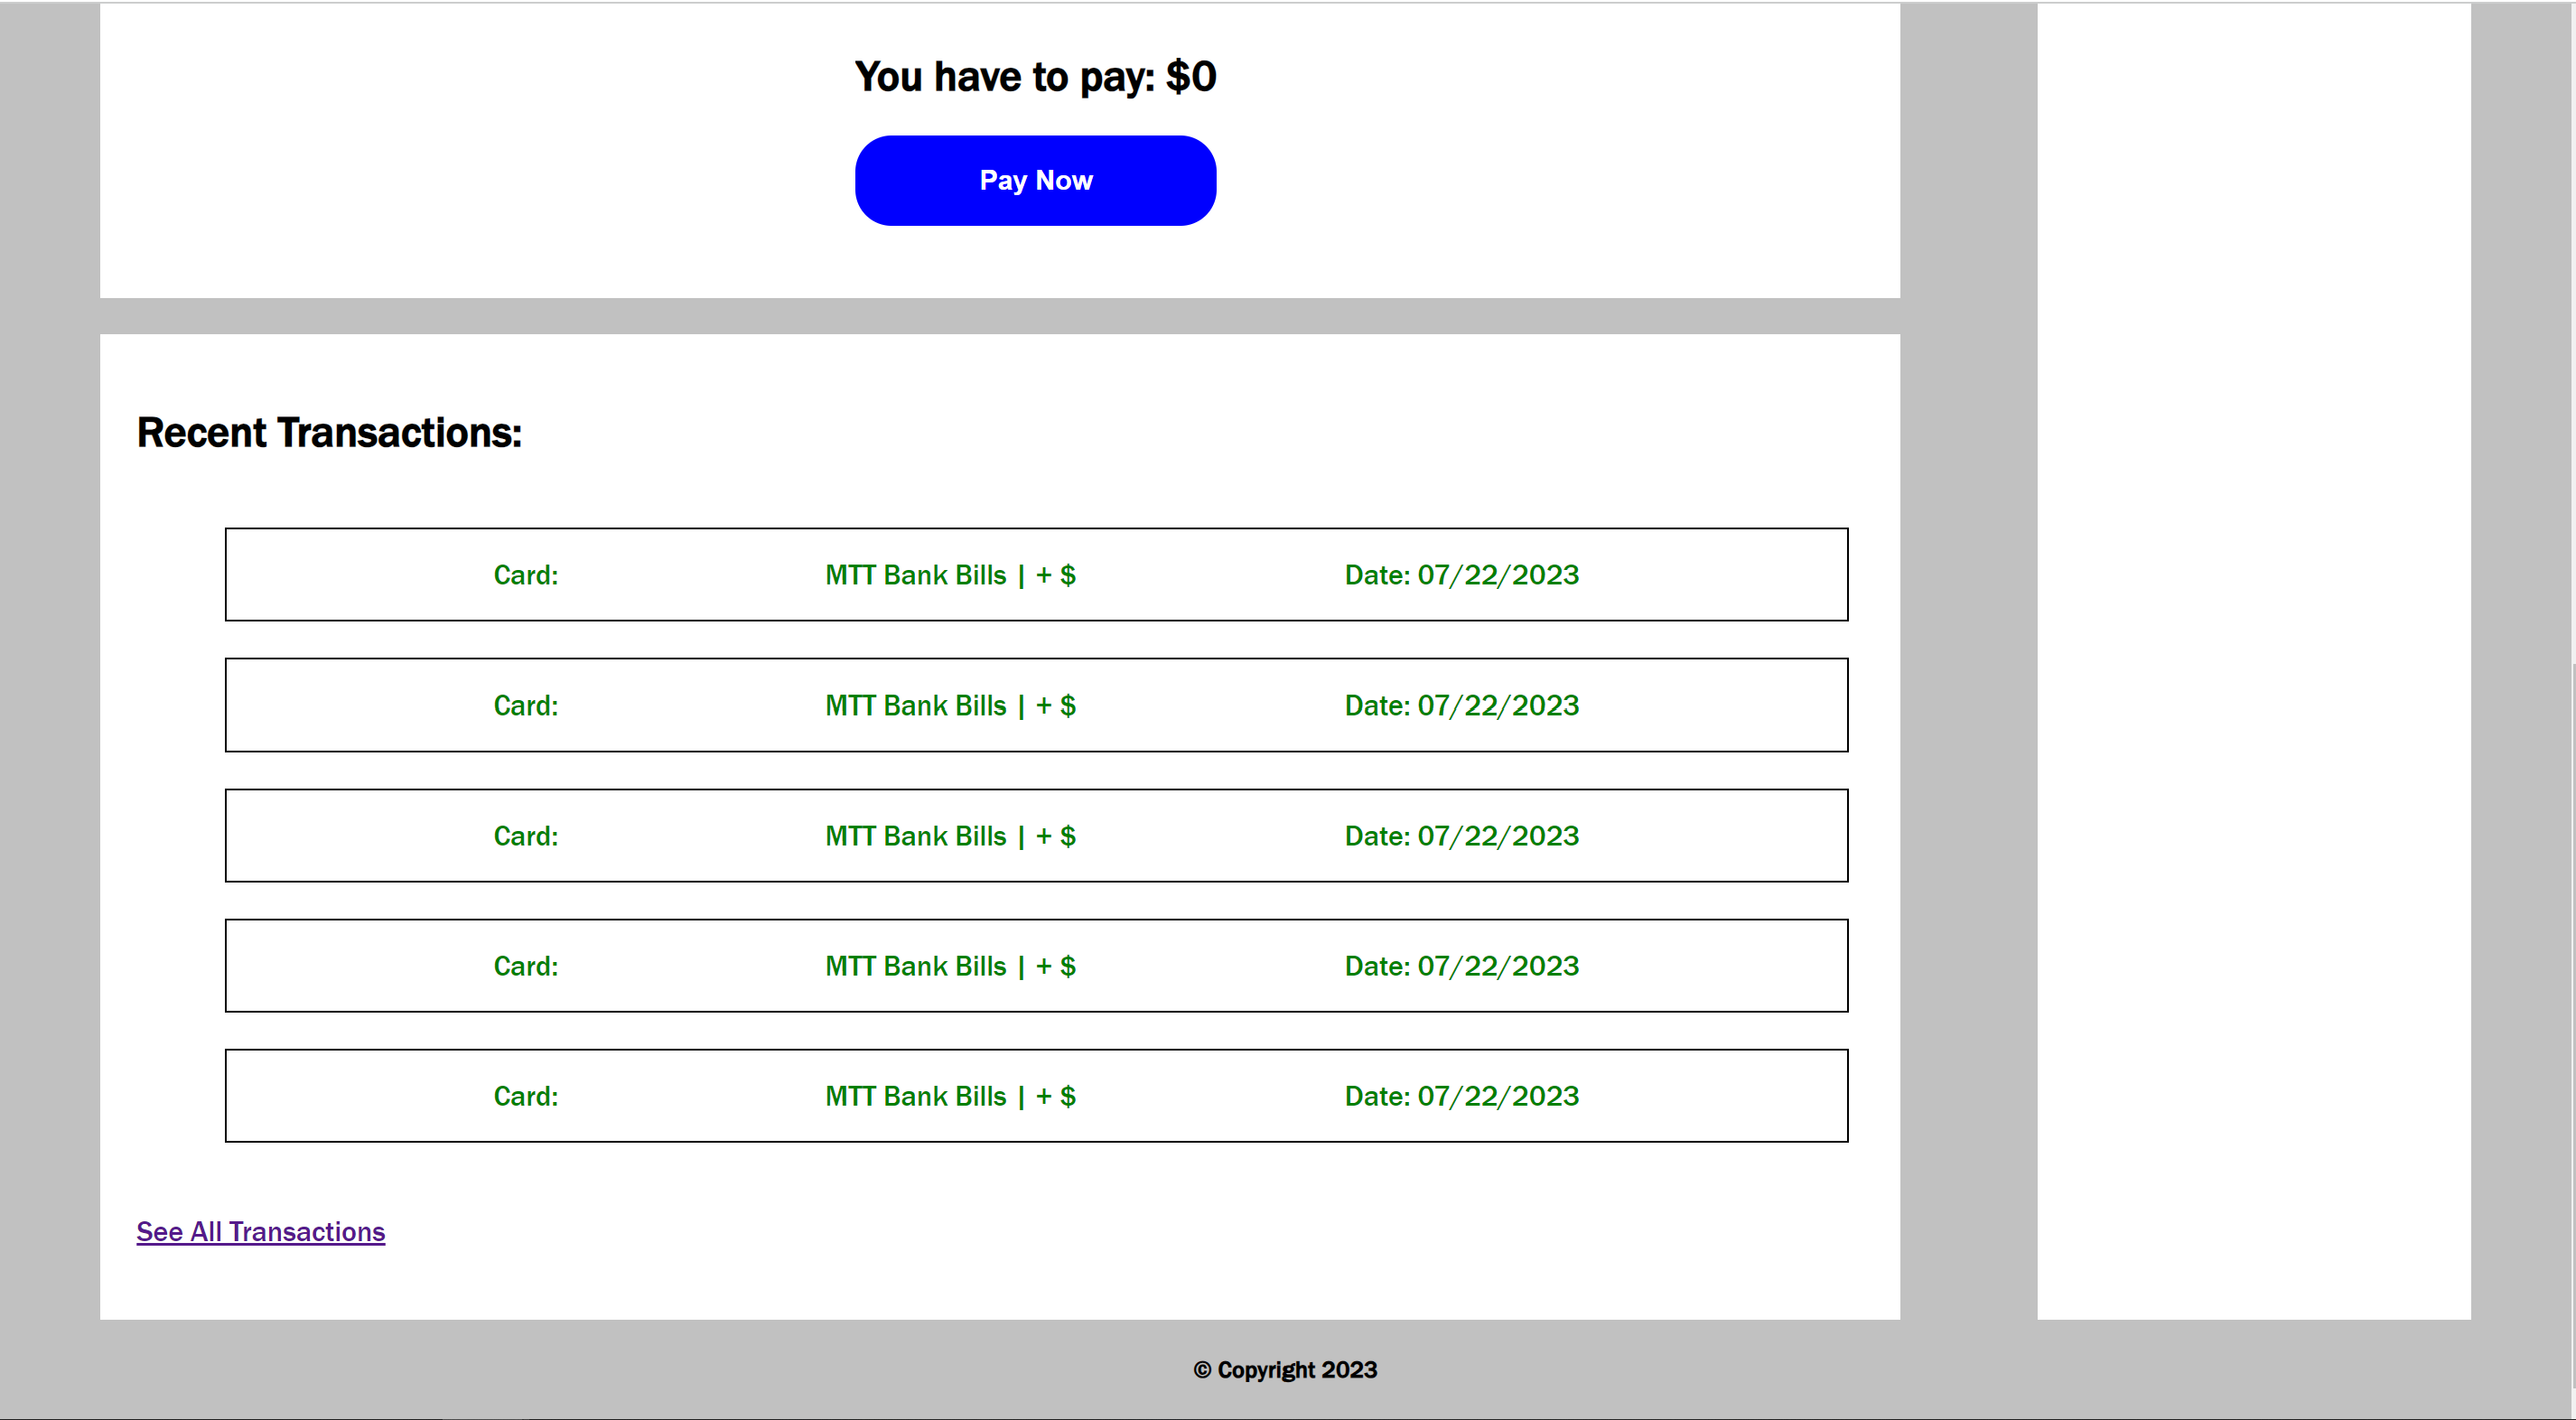 You have to pay: $0
Pay Now
Recent Transactions:
Card: MTT Bank Bills | + $ Date: 07/22/2023
Card: MTT Bank Bills | + $ Date: 07/22/2023
Card: MTT Bank Bills | + $ Date: 07/22/2023
Card: MTT Bank Bills | + $ Date: 07/22/2023
Card: MTT Bank Bills | + $ Date: 07/22/2023
See All Transactions
© Copyright 2023